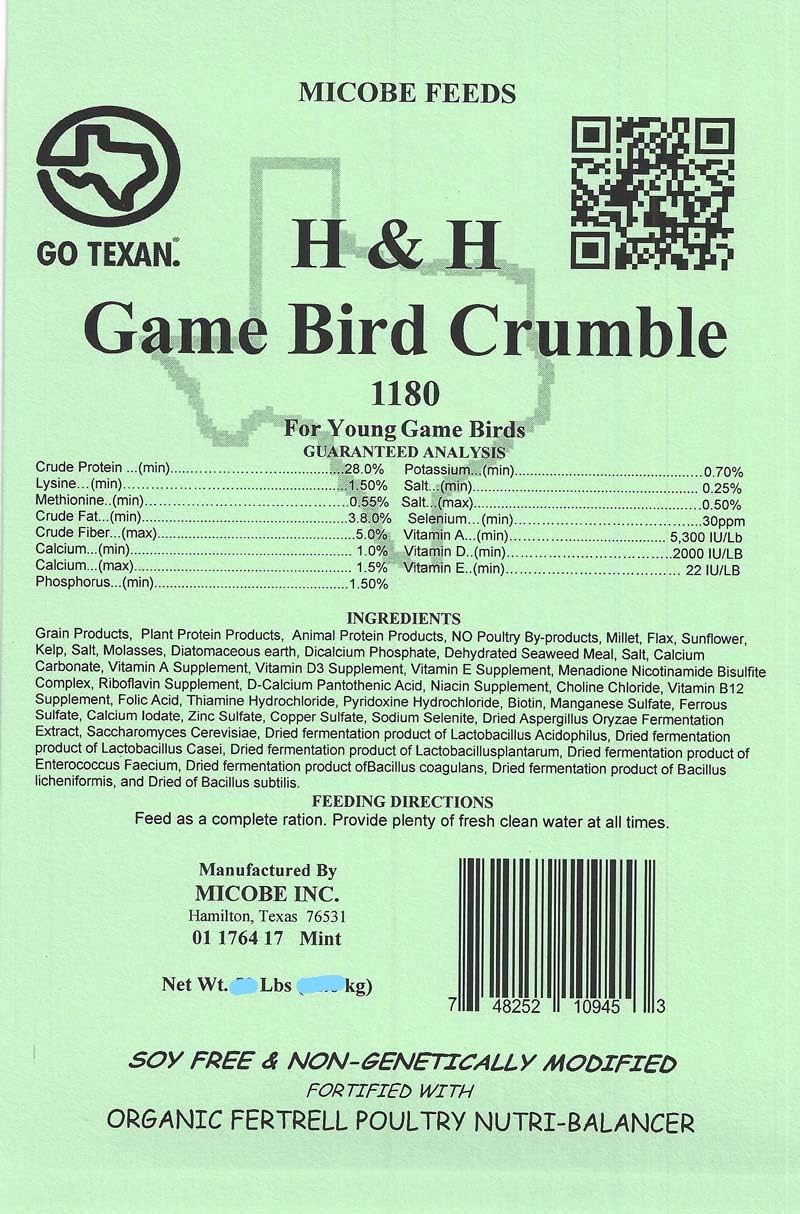 MICOBE FEEDS
GO TEXAN.®
H & H
Game Bird Crumble
1180
For Young Game Birds
GUARANTEED ANALYSIS
Crude Protein ...(min)..................................................28.0%
Lysine...(min)..................................................1.50%
Methionine..(min)..................................................0.55%
Crude Fat...(min)..................................................3.8.0%
Crude Fiber...(max)..................................................5.0%
Calcium...(min)..................................................1.0%
Calcium...(max)..................................................1.5%
Phosphorus...(min)..................................................1.50%
Potassium...(min)..................................................0.70%
Salt...(min).................................................. 0.25%
Salt...(max)..................................................0.50%
Selenium...(min)..................................................30ppm
Vitamin A...(min).................................................. 5,300 IU/Lb
Vitamin D..(min)..................................................2000 IU/LB
Vitamin E..(min).................................................. 22 IU/LB
INGREDIENTS
Grain Products, Plant Protein Products, Animal Protein Products, NO Poultry By-products, Millet, Flax, Sunflower,
Kelp, Salt, Molasses, Diatomaceous earth, Dicalcium Phosphate, Dehydrated Seaweed Meal, Salt, Calcium
Carbonate, Vitamin A Supplement, Vitamin D3 Supplement, Vitamin E Supplement, Menadione Nicotinamide Bisulfite
Complex, Riboflavin Supplement, D-Calcium Pantothenic Acid, Niacin Supplement, Choline Chloride, Vitamin B12
Supplement, Folic Acid, Thiamine Hydrochloride, Pyridoxine Hydrochloride, Biotin, Manganese Sulfate, Ferrous
Sulfate, Calcium Iodate, Zinc Sulfate, Copper Sulfate, Sodium Selenite, Dried Aspergillus Oryzae Fermentation
Extract, Saccharomyces Cerevisiae, Dried fermentation product of Lactobacillus Acidophilus, Dried fermentation
product of Lactobacillus Casei, Dried fermentation product of Lactobacillusplantarum, Dried fermentation product of
Enterococcus Faecium, Dried fermentation product ofBacillus coagulans, Dried fermentation product of Bacillus
licheniformis, and Dried of Bacillus subtilis.
FEEDING DIRECTIONS
Feed as a complete ration. Provide plenty of fresh clean water at all times.
Manufactured By
MICOBE INC.
Hamilton, Texas 76531
01 1764 17 Mint
Net Wt. Lbs ( kg)
7 48252 10945 3
SOY FREE & NON-GENETICALLY MODIFIED
FORTIFIED WITH
ORGANIC FERTRELL POULTRY NUTRI-BALANCER